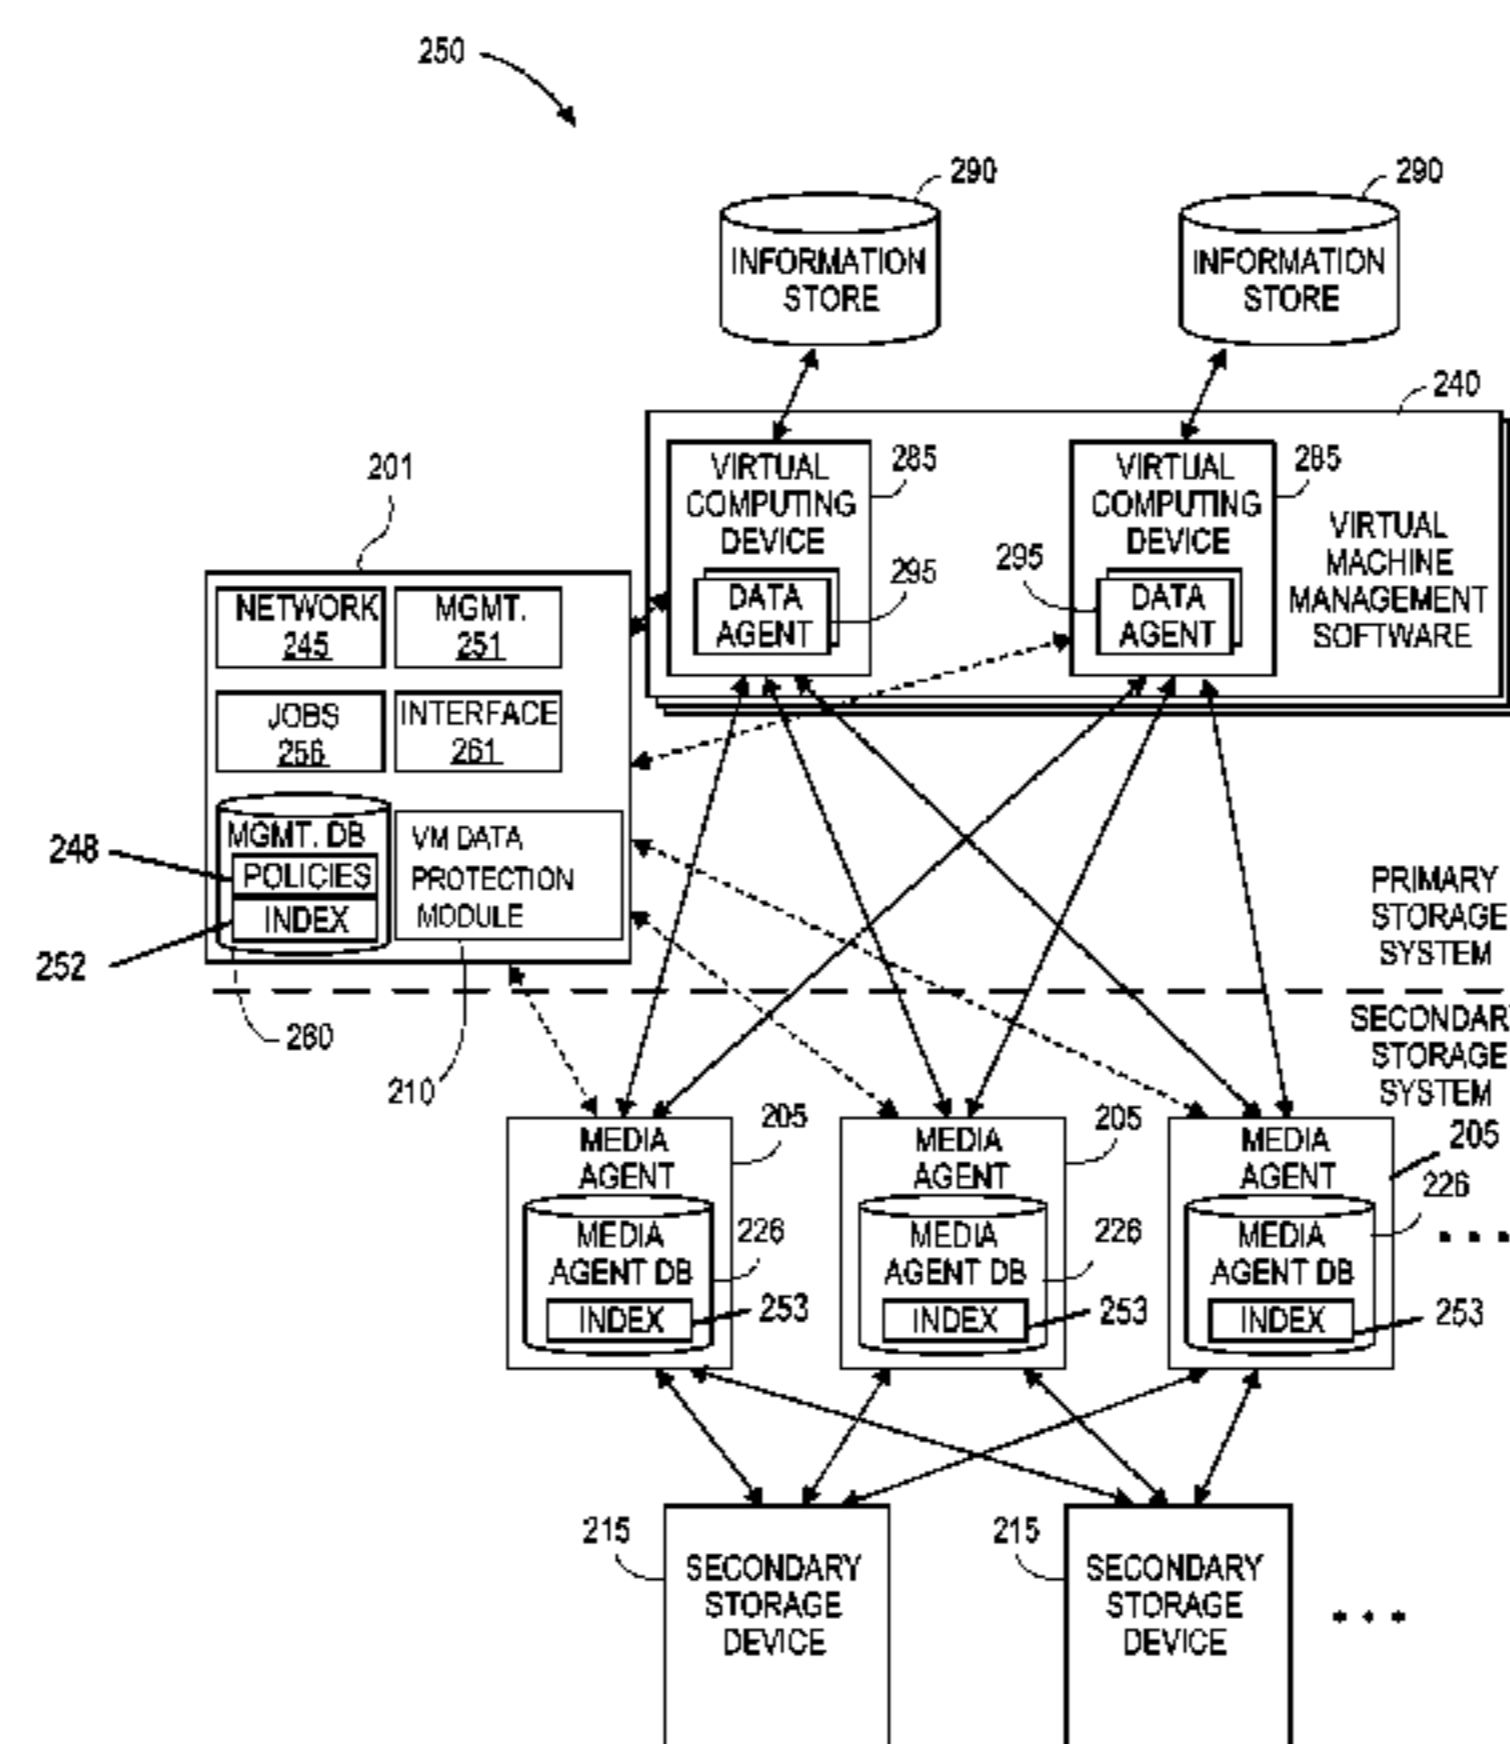 250
290
290
INFORMATION
STORE
INFORMATION
STORE
240
201
VIRTUAL
COMPUTING
DEVICE
285
DATA
AGENT
295
VIRTUAL
COMPUTING
DEVICE
285
295
DATA
AGENT
VIRTUAL
MACHINE
MANAGEMENT
SOFTWARE
NETWORK
245
MGMT.
251
JOBS
256
INTERFACE
261
MGMT. DB
POLICIES
INDEX
VM DATA
PROTECTION
MODULE
248
252
260
210
PRIMARY
STORAGE
SYSTEM
SECONDAR
STORAGE
SYSTEM
MEDIA
AGENT
205
MEDIA
AGENT DB
226
INDEX
253
MEDIA
AGENT
205
MEDIA
AGENT DB
226
INDEX
253
MEDIA
AGENT
205
MEDIA
AGENT DB
226
INDEX
253
. . .
215
SECONDARY
STORAGE
DEVICE
215
SECONDARY
STORAGE
DEVICE
. . .